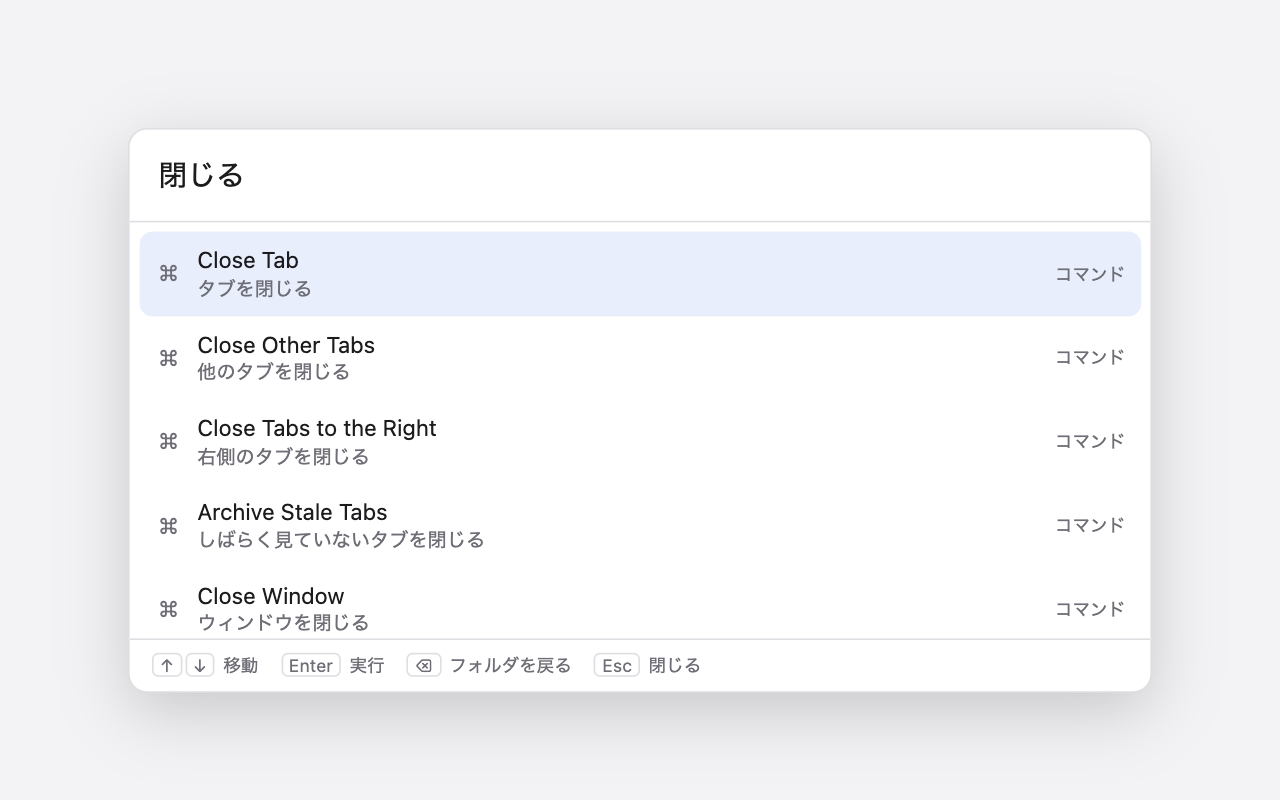 閉じる
⌘ Close Tab コマンド
タブを閉じる
⌘ Close Other Tabs コマンド
他のタブを閉じる
⌘ Close Tabs to the Right コマンド
右側のタブを閉じる
⌘ Archive Stale Tabs コマンド
しばらく見ていないタブを閉じる
⌘ Close Window コマンド
ウィンドウを閉じる
↑ ↓ 移動 Enter 実行 ⌫ フォルダを戻る Esc 閉じる